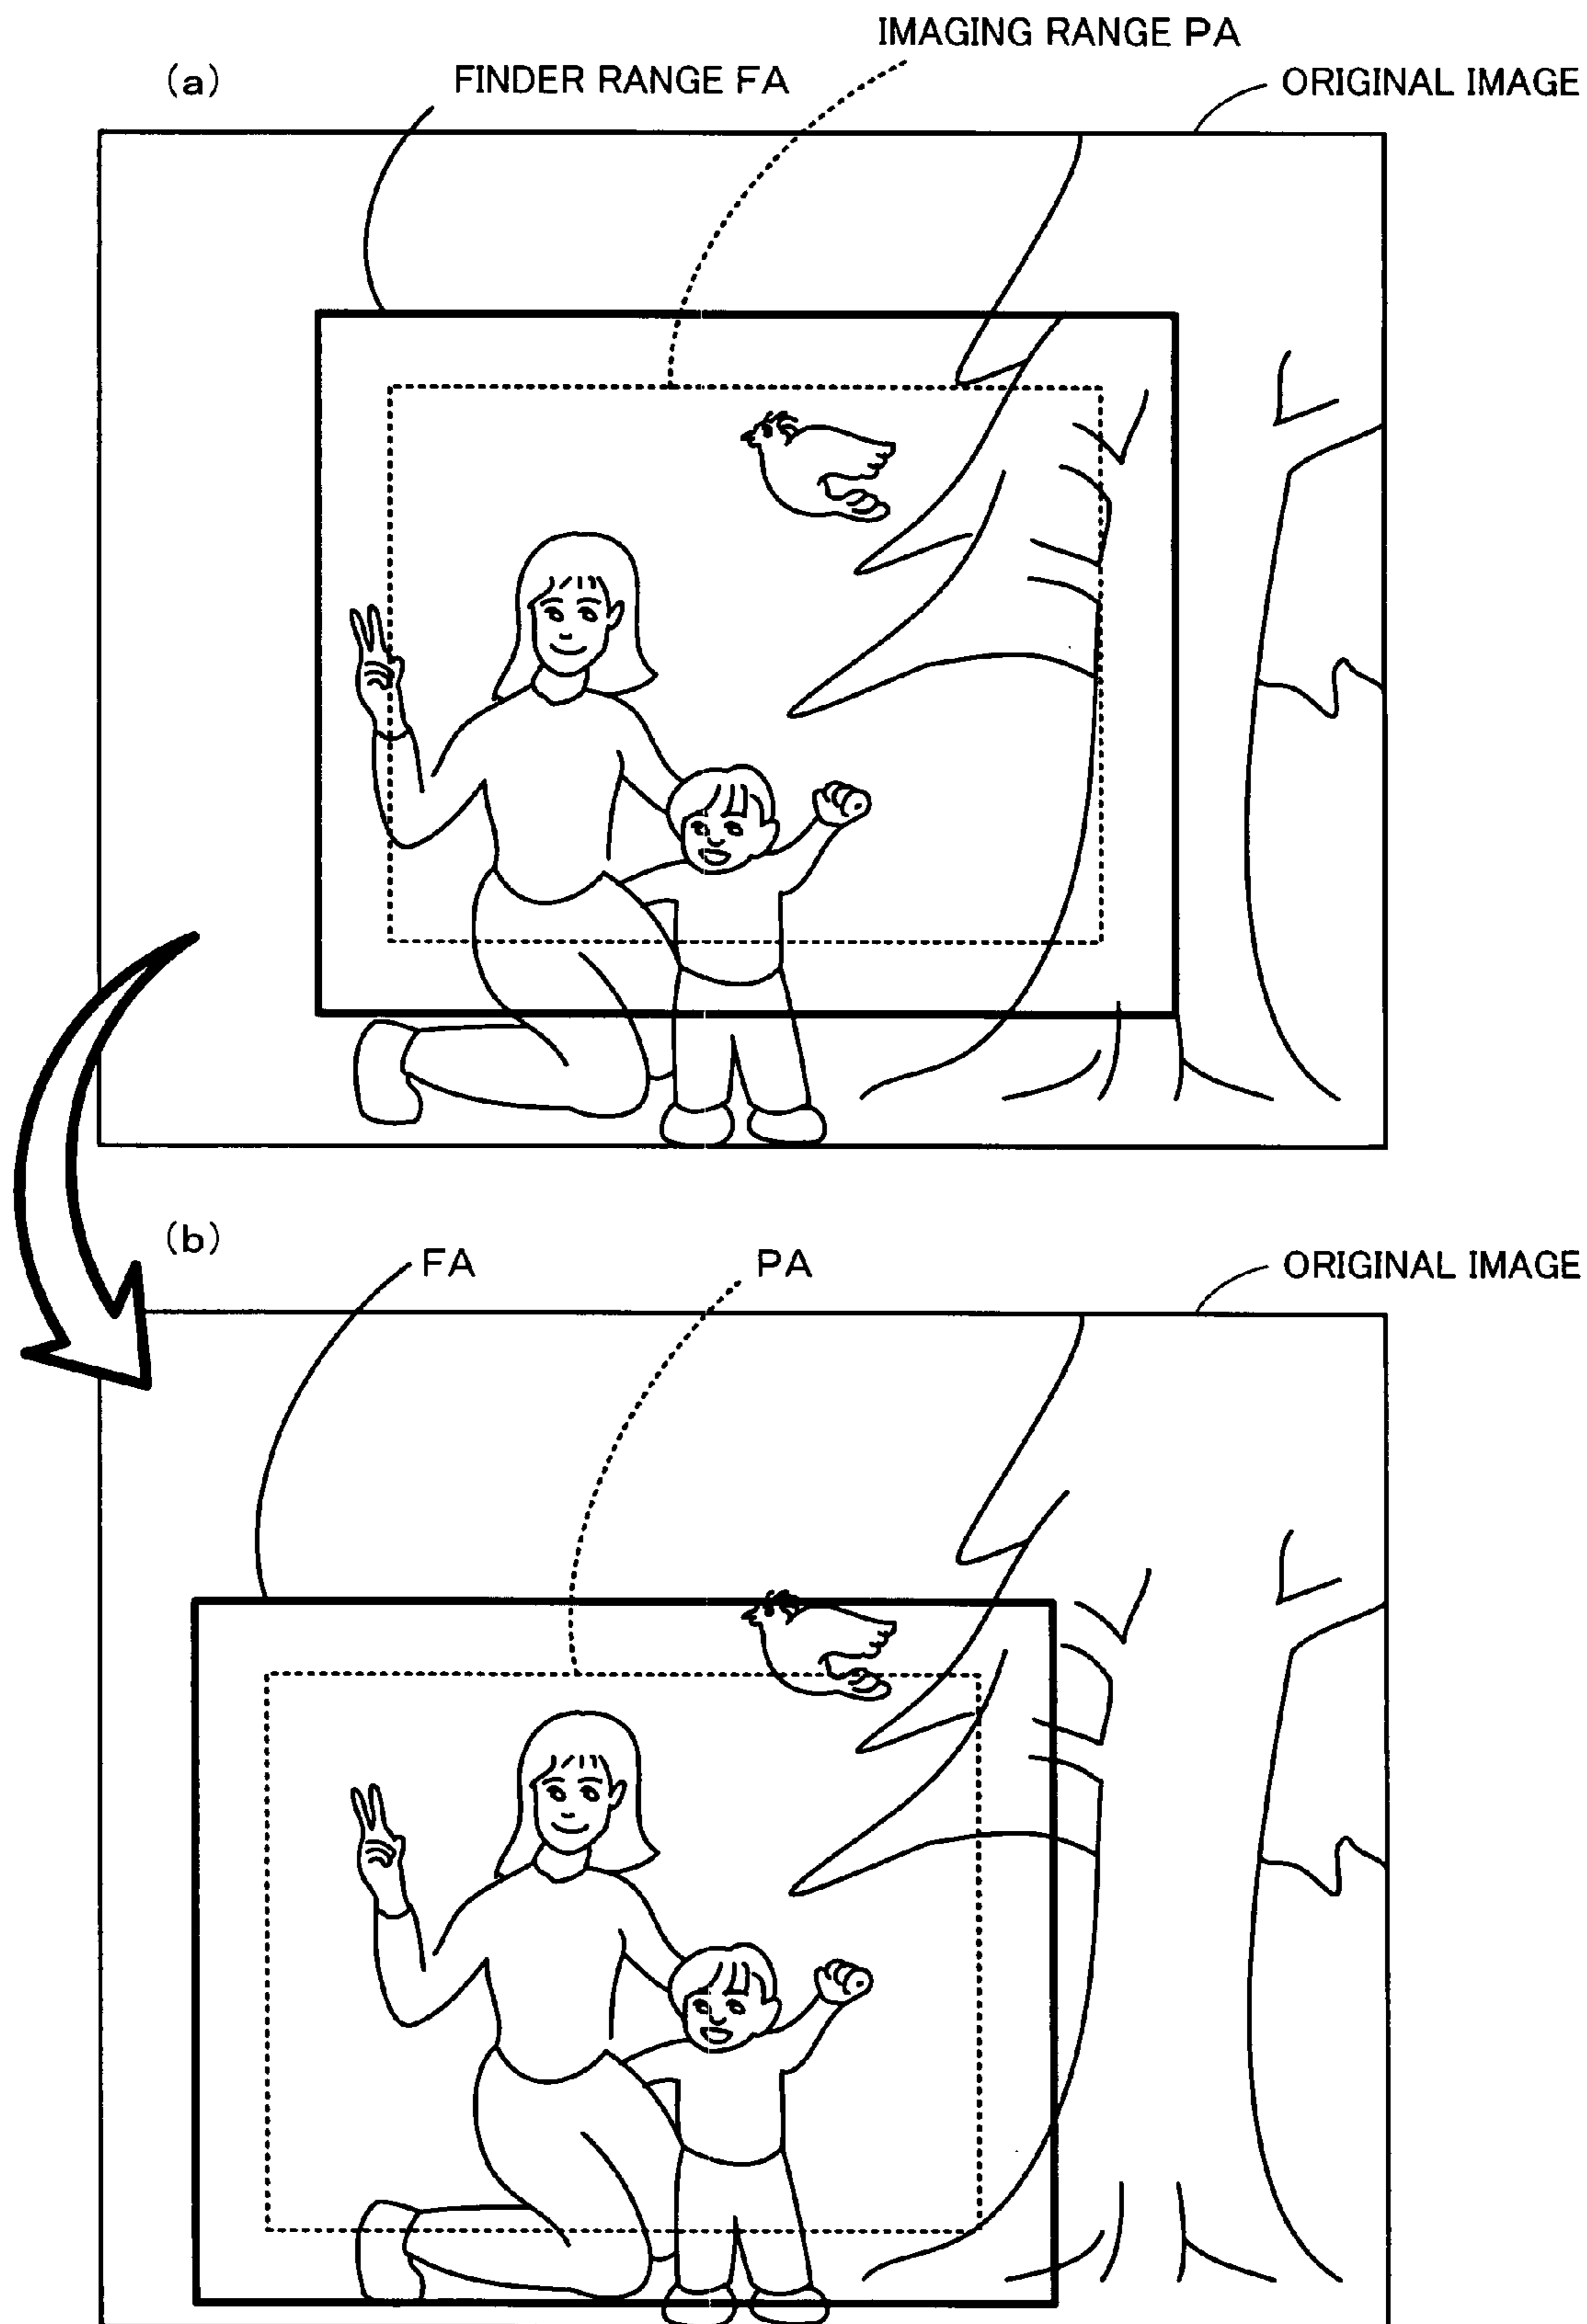 IMAGING RANGE PA
(a)
FINDER RANGE FA
ORIGINAL IMAGE
(b)
FA
PA
ORIGINAL IMAGE